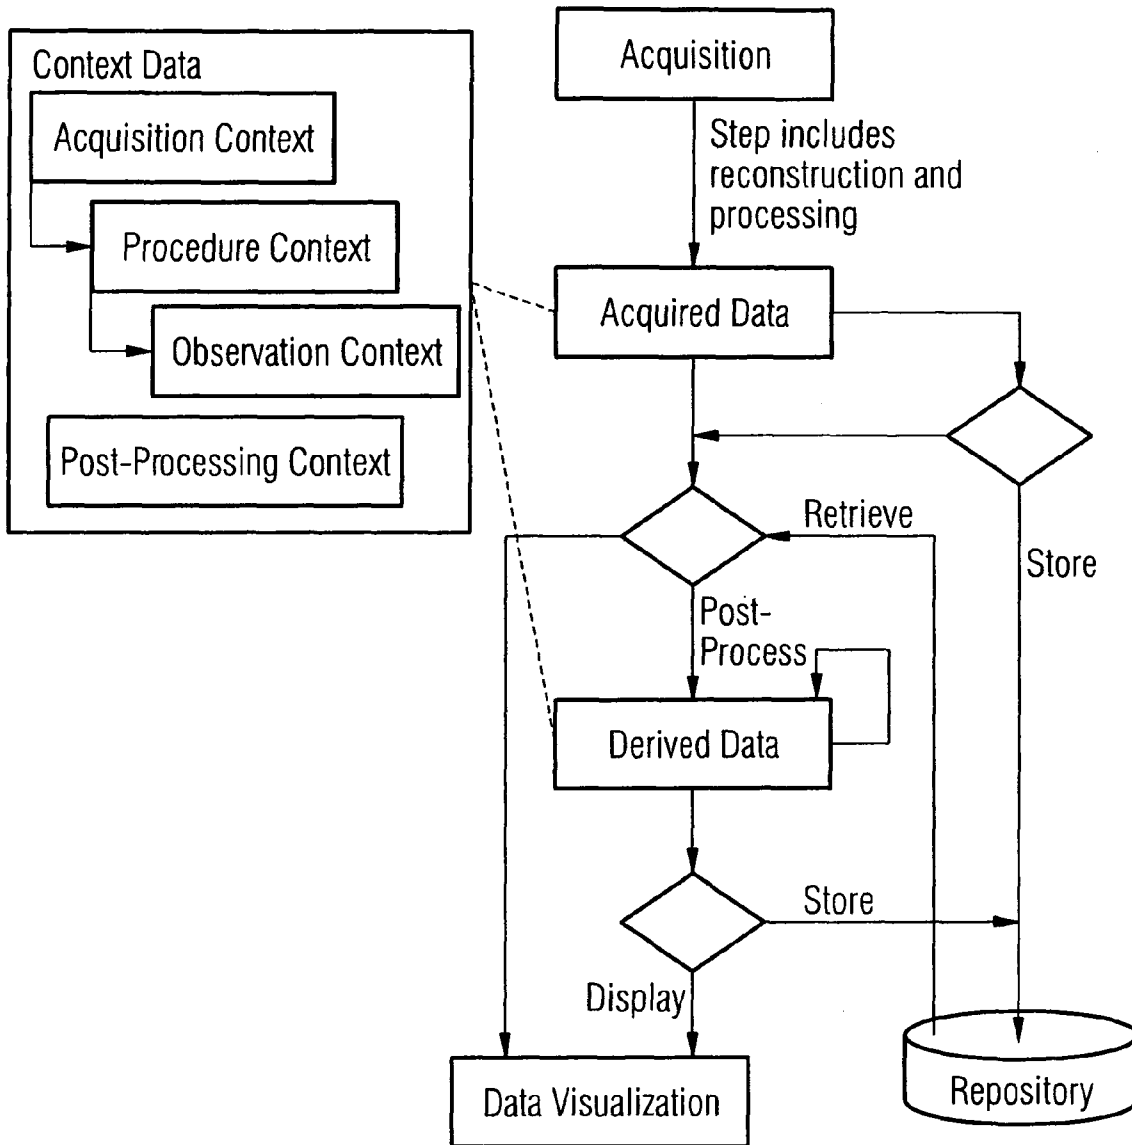 Context Data
Acquisition Context
Procedure Context
Observation Context
Post-Processing Context
Acquisition
Step includes
reconstruction and
processing
Acquired Data
Retrieve
Store
Post-
Process
Derived Data
Store
Display
Data Visualization
Repository